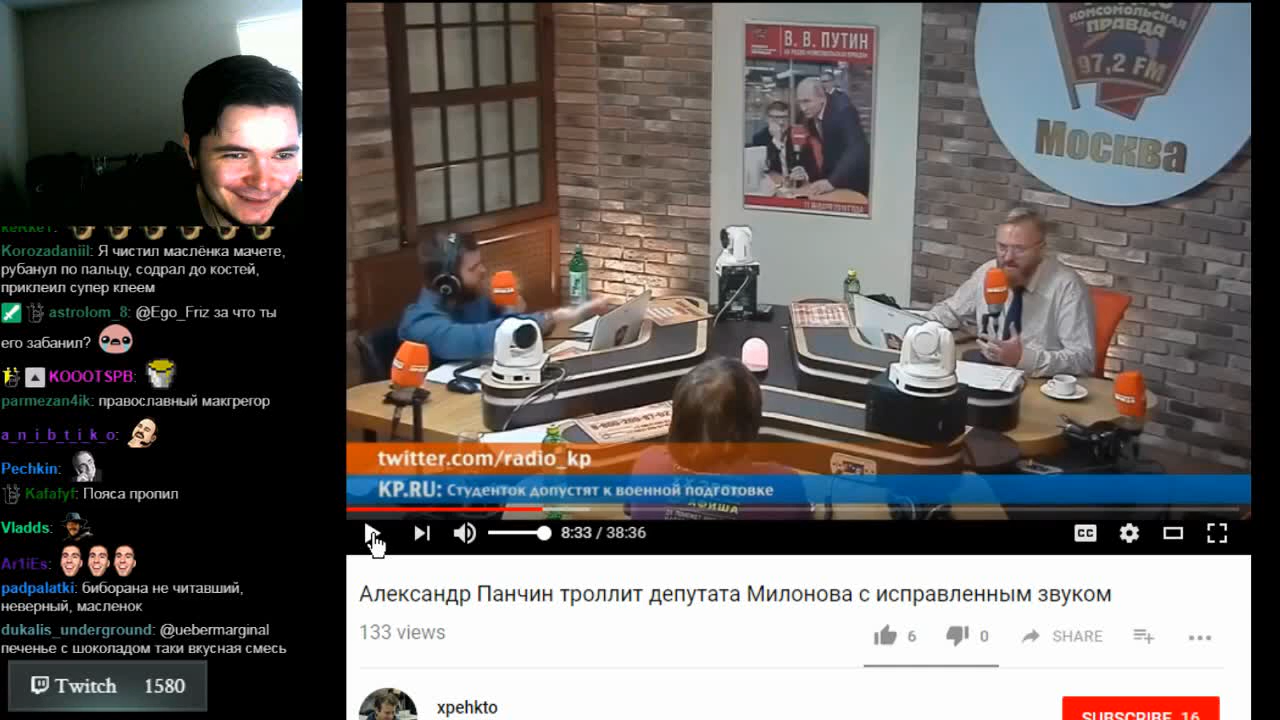 keRke1:
Korozadaniil: Я чистил маслёнка мачете,
рубанул по пальцу, содрал до костей,
приклеил супер клеем
astrolom_8: @Ego_Friz за что ты
его забанил?
KOOOTSPB:
parmezan4ik: православный макгрегор
a_n_i_b_t_i_k_o:
Pechkin:
Kafafyf: Пояса пропил
Vladds:
Ar1iEs:
padpalatki: биборана не читавший,
неверный, масленок
dukalis_underground: @uebermarginal
печенье с шоколадом таки вкусная смесь
Twitch 1580
КОМСОМОЛЬСКАЯ
ПРАВДА
97,2 FM
Москва
В. В. ПУТИН
twitter.com/radio_kp
KP.RU: Студенток допустят к военной подготовке
АФИША
8:33 / 38:36
CC
Александр Панчин троллит депутата Милонова с исправленным звуком
133 views
6
0
SHARE
xpehkto
SUBSCRIBE 16